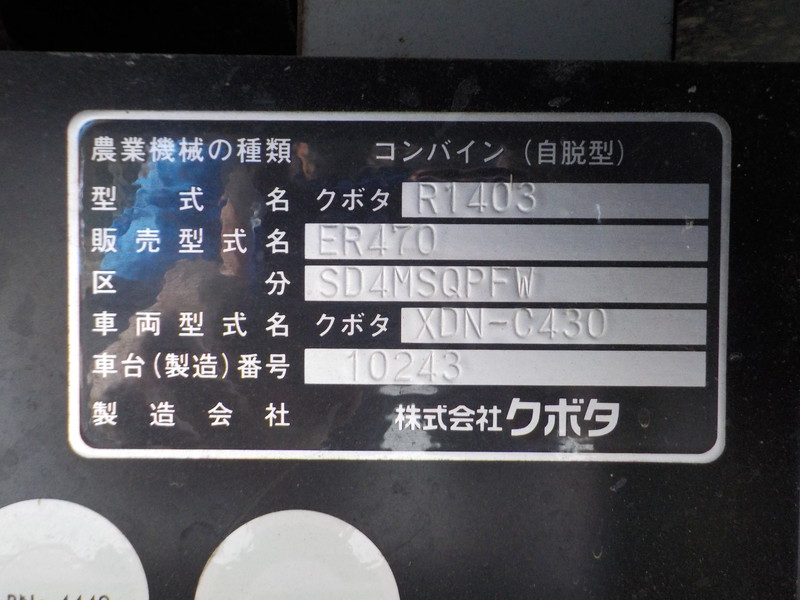 農業機械の種類 コンバイン (自脱型)
型式名 クボタ R1403
販売型式名 ER470
区分 SD4MSQPFW
車両型式名 クボタ XDN-C430
車台(製造)番号 10243
製造会社 株式会社クボタ